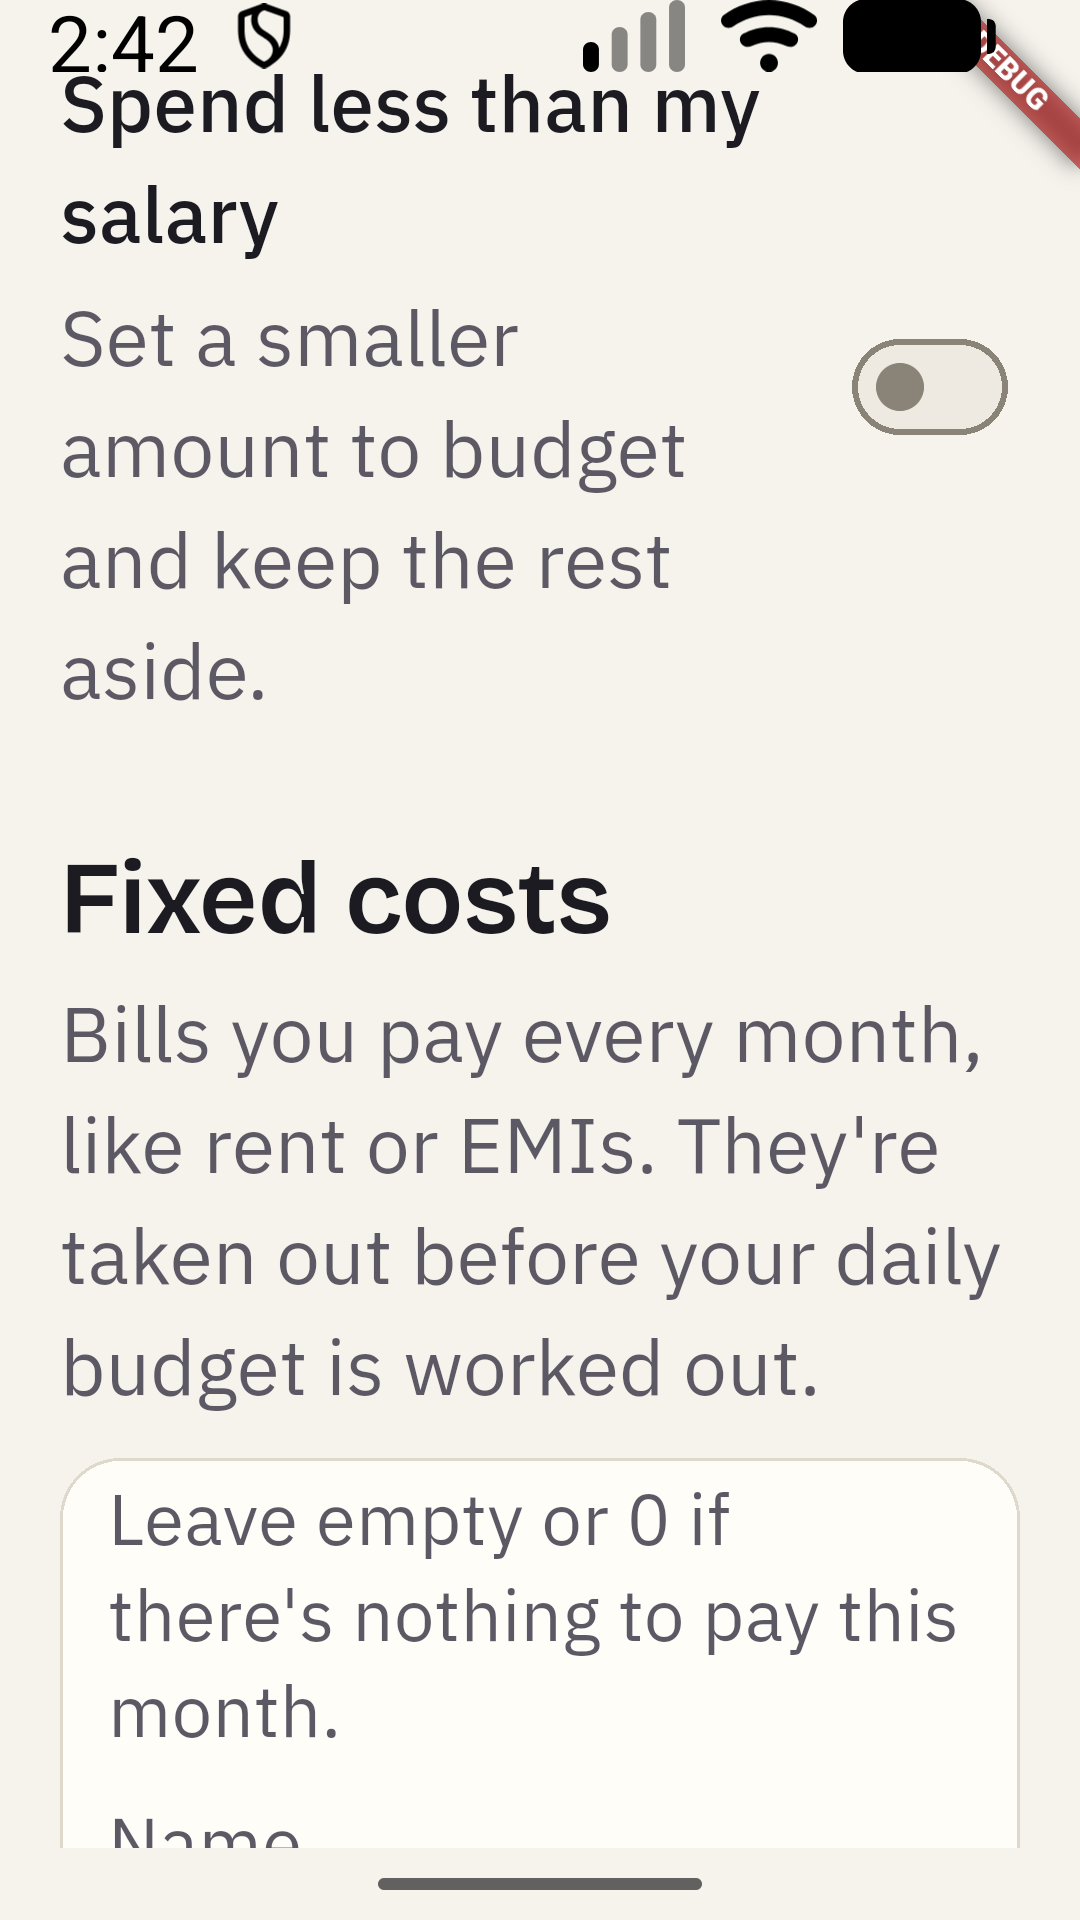 2:42
DEBUG
Spend less than my
salary
Set a smaller
amount to budget
and keep the rest
aside.
Fixed costs
Bills you pay every month,
like rent or EMIs. They're
taken out before your daily
budget is worked out.
Leave empty or 0 if
there's nothing to pay this
month.
Name